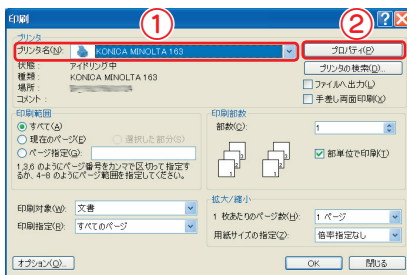 印刷
①
②
プリンタ
プリンタ名(N):
KONICA MINOLTA 163
プロパティ(P)
状態:
アイドリング中
プリンタの検索(D)...
種類:
KONICA MINOLTA 163
場所:
ファイルへ出力(L)
コメント:
手差し両面印刷(X)
印刷範囲
印刷部数
すべて(A)
部数(C):
1
現在のページ(E)
選択した部分(S)
ページ指定(G):
部単位で印刷(T)
1,3,6 のようにページ番号をカンマで区切って指定す
るか、4-8 のようにページ範囲を指定してください。
拡大/縮小
印刷対象(W):
文書
1 枚あたりのページ数(H):
1 ページ
印刷指定(R):
すべてのページ
用紙サイズの指定(Z):
倍率指定なし
オプション(O)...
OK
閉じる